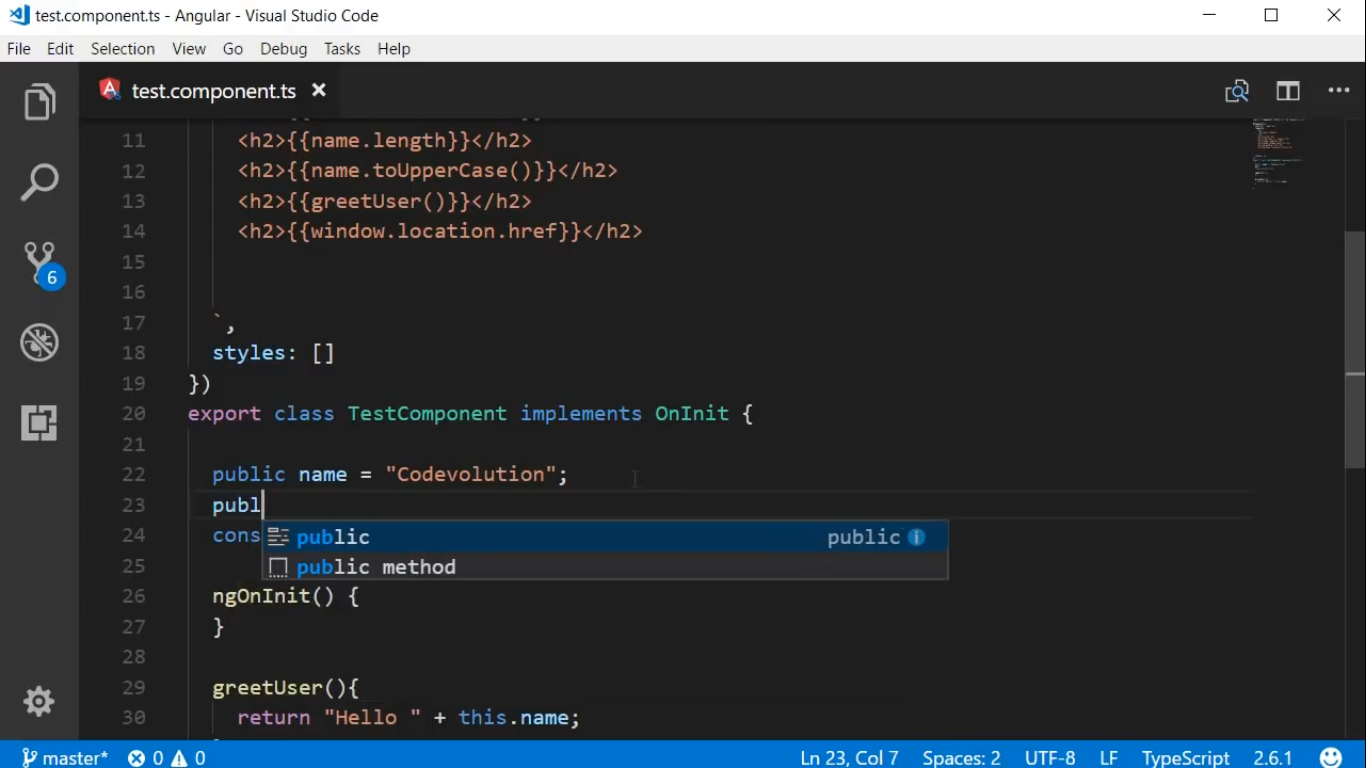 test.component.ts - Angular - Visual Studio Code
File Edit Selection View Go Debug Tasks Help
test.component.ts
11 <h2>{{name.length}}</h2>
12 <h2>{{name.toUpperCase()}}</h2>
13 <h2>{{greetUser()}}</h2>
14 <h2>{{window.location.href}}</h2>
15
16
17 `,
18 styles: []
19 })
20 export class TestComponent implements OnInit {
21
22 public name = "Codevolution";
23 publ
24 cons
public public
public method
25
26 ngOnInit() {
27 }
28
29 greetUser(){
30 return "Hello " + this.name;
6
master* 0 0 Ln 23, Col 7 Spaces: 2 UTF-8 LF TypeScript 2.6.1